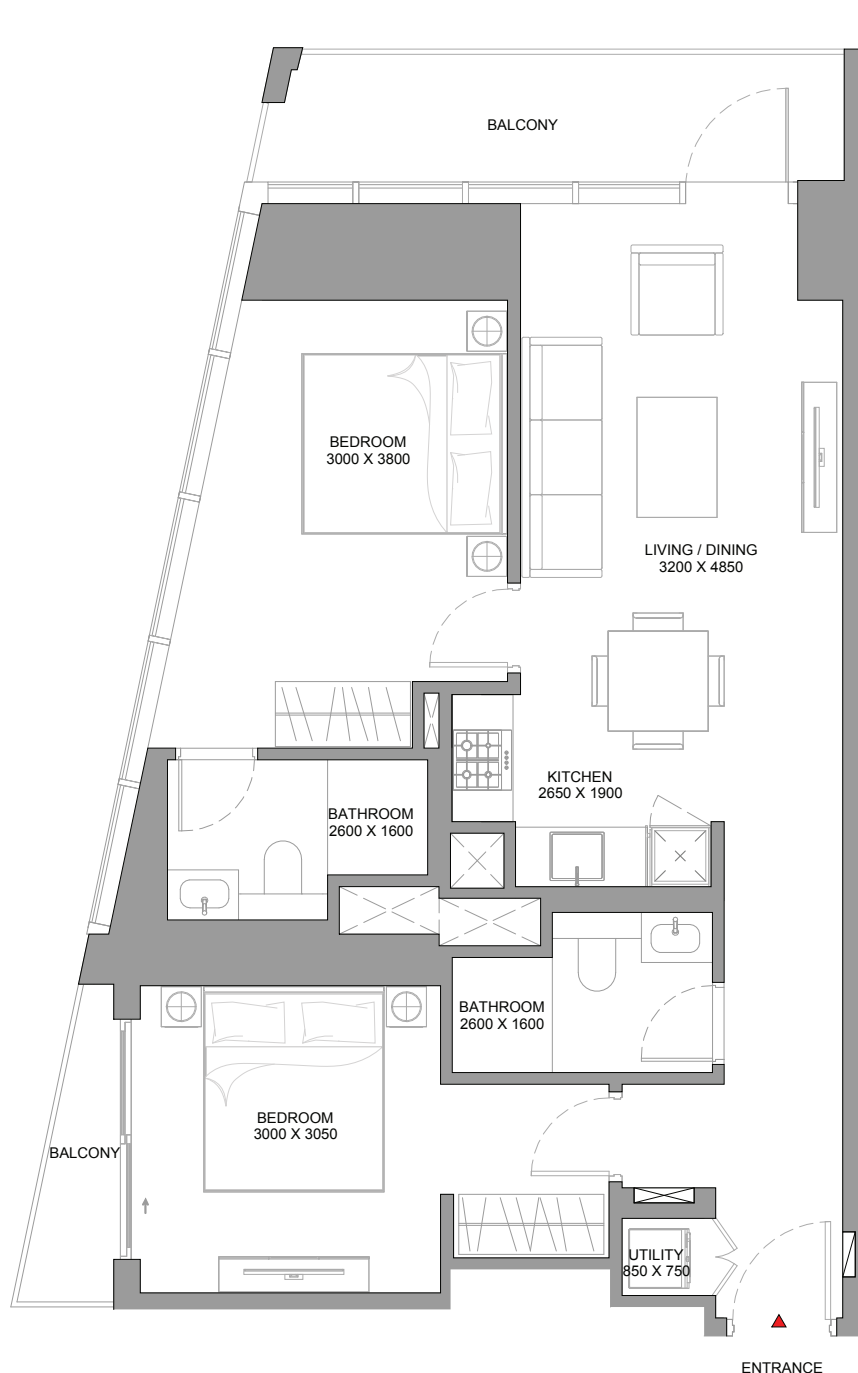 BALCONY
BEDROOM
3000 X 3800
LIVING / DINING
3200 X 4850
KITCHEN
2650 X 1900
BATHROOM
2600 X 1600
BATHROOM
2600 X 1600
BEDROOM
3000 X 3050
BALCONY
UTILITY
850 X 750
ENTRANCE